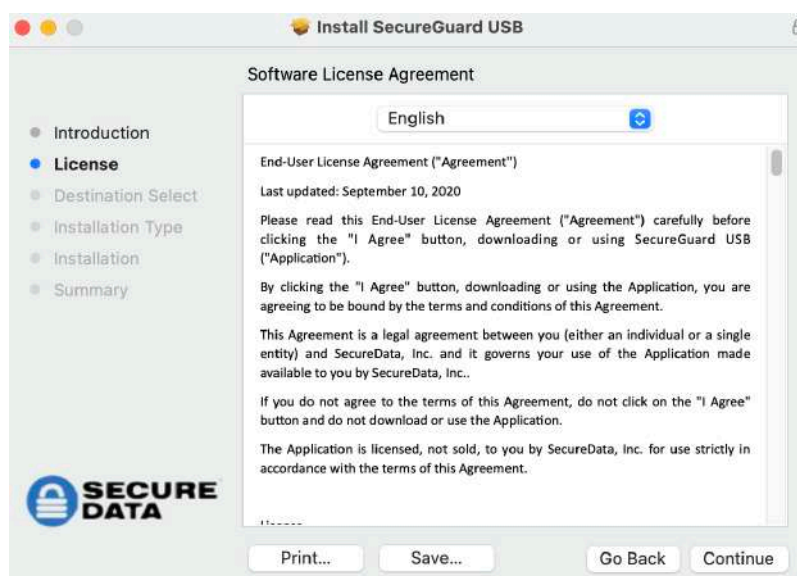 Install SecureGuard USB
Software License Agreement
Introduction
License
Destination Select
Installation Type
Installation
Summary
English
End-User License Agreement ("Agreement")
Last updated: September 10, 2020
Please read this End-User License Agreement ("Agreement") carefully before
clicking the "I Agree" button, downloading or using SecureGuard USB
("Application").
By clicking the "I Agree" button, downloading or using the Application, you are
agreeing to be bound by the terms and conditions of this Agreement.
This Agreement is a legal agreement between you (either an individual or a single
entity) and SecureData, Inc. and it governs your use of the Application made
available to you by SecureData, Inc..
If you do not agree to the terms of this Agreement, do not click on the "I Agree"
button and do not download or use the Application.
The Application is licensed, not sold, to you by SecureData, Inc. for use strictly in
accordance with the terms of this Agreement.
SECURE
DATA
Print...
Save...
Go Back
Continue